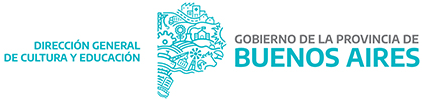 DIRECCIÓN GENERAL
DE CULTURA Y EDUCACIÓN
GOBIERNO DE LA PROVINCIA DE
BUENOS AIRES